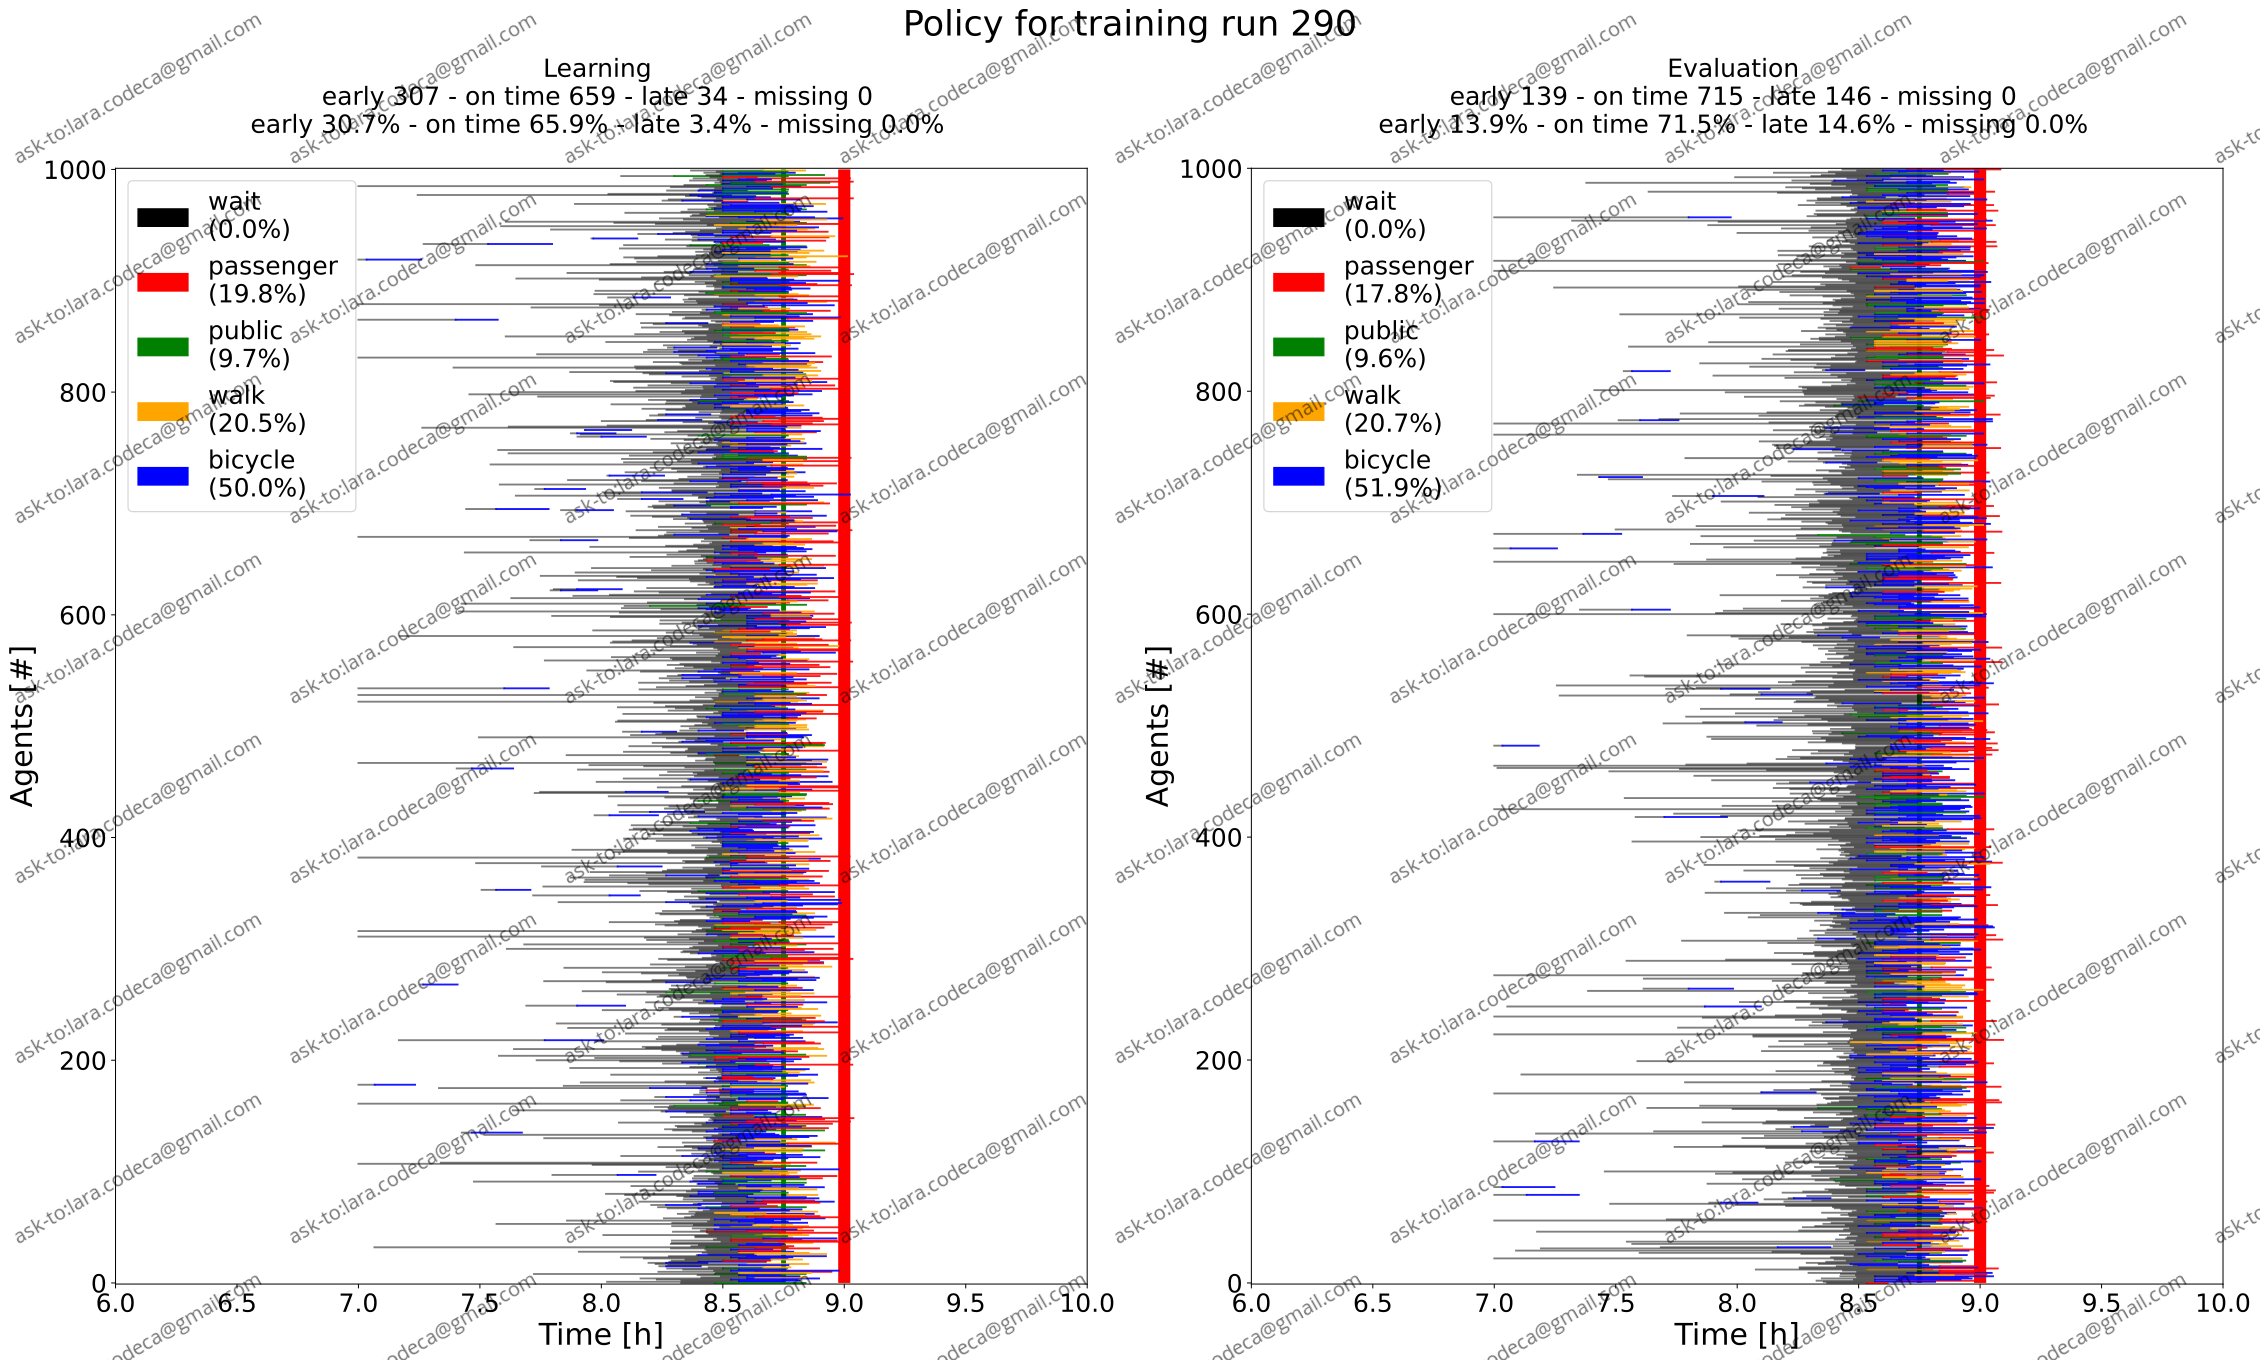 Policy for training run 290
Learning
early 307 - on time 659 - late 34 - missing 0
early 30.7% - on time 65.9% - late 3.4% - missing 0.0%
1000
800
600
400
200
0
Agents [#]
wait
(0.0%)
passenger
(19.8%)
public
(9.7%)
walk
(20.5%)
bicycle
(50.0%)
6.0 6.5 7.0 7.5 8.0 8.5 9.0 9.5 10.0
Time [h]
Evaluation
early 139 - on time 715 - late 146 - missing 0
early 13.9% - on time 71.5% - late 14.6% - missing 0.0%
1000
800
600
400
200
0
Agents [#]
wait
(0.0%)
passenger
(17.8%)
public
(9.6%)
walk
(20.7%)
bicycle
(51.9%)
6.0 6.5 7.0 7.5 8.0 8.5 9.0 9.5 10.0
Time [h]
ask-to:lara.codeca@gmail.com